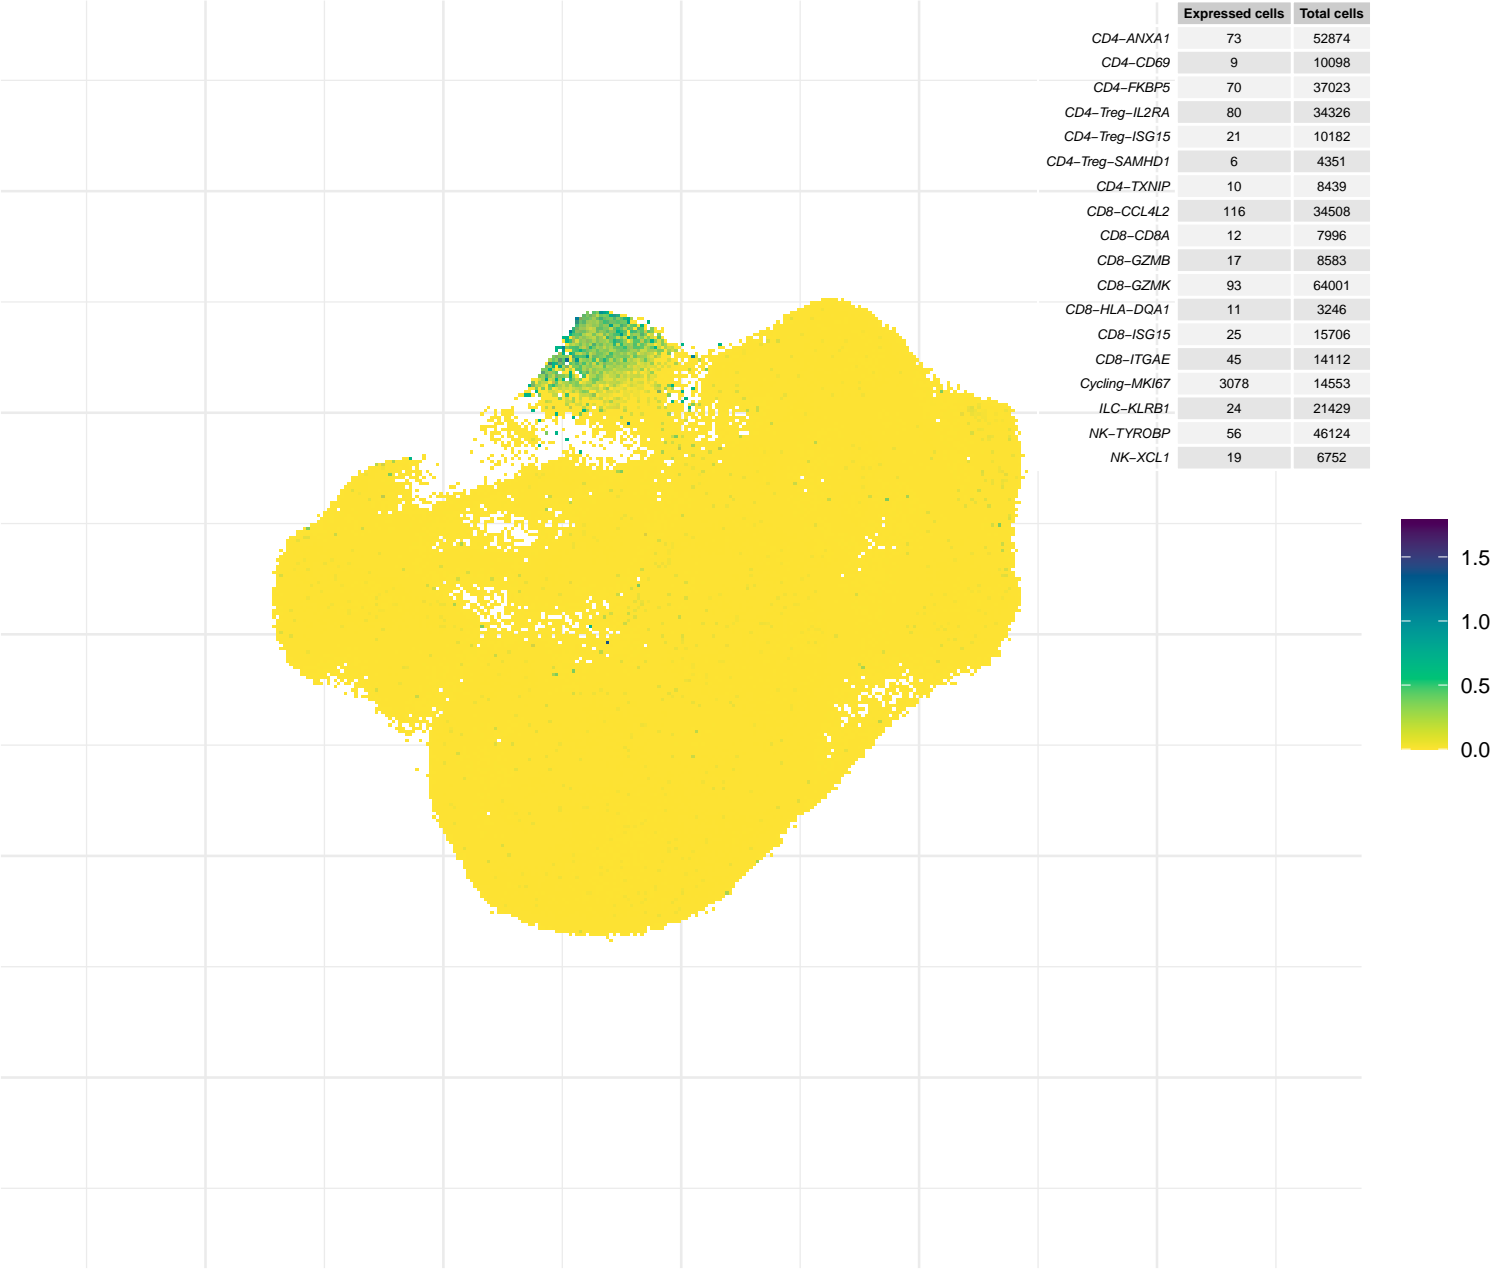 Expressed cells Total cells
CD4−ANXA1 73 52874
CD4−CD69 9 10098
CD4−FKBP5 70 37023
CD4−Treg−IL2RA 80 34326
CD4−Treg−ISG15 21 10182
CD4−Treg−SAMHD1 6 4351
CD4−TXNIP 10 8439
CD8−CCL4L2 116 34508
CD8−CD8A 12 7996
CD8−GZMB 17 8583
CD8−GZMK 93 64001
CD8−HLA−DQA1 11 3246
CD8−ISG15 25 15706
CD8−ITGAE 45 14112
Cycling−MKI67 3078 14553
ILC−KLRB1 24 21429
NK−TYROBP 56 46124
NK−XCL1 19 6752
1.5
1.0
0.5
0.0